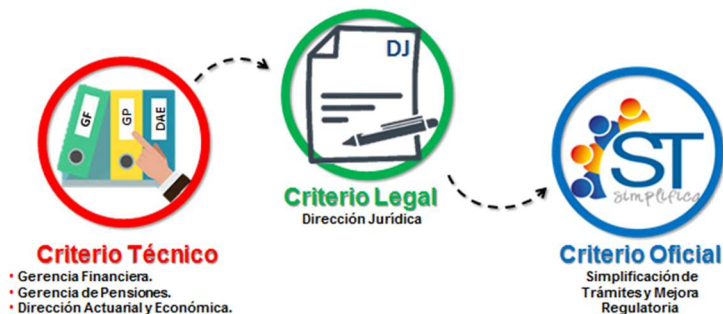 GF
GP
DAE
Criterio Técnico
• Gerencia Financiera.
• Gerencia de Pensiones.
• Dirección Actuarial y Económica.
DJ
Criterio Legal
Dirección Jurídica
ST
simplifica
Criterio Oficial
Simplificación de
Trámites y Mejora
Regulatoria